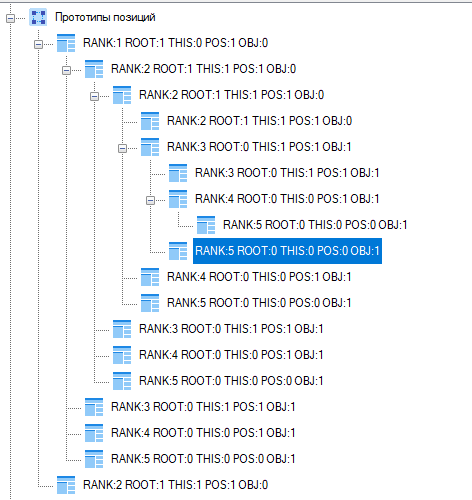 Прототипы позиций
RANK:1 ROOT:1 THIS:0 POS:1 OBJ:0
RANK:2 ROOT:1 THIS:1 POS:1 OBJ:0
RANK:2 ROOT:1 THIS:1 POS:1 OBJ:0
RANK:2 ROOT:1 THIS:1 POS:1 OBJ:0
RANK:3 ROOT:0 THIS:1 POS:1 OBJ:1
RANK:3 ROOT:0 THIS:1 POS:1 OBJ:1
RANK:4 ROOT:0 THIS:0 POS:1 OBJ:1
RANK:5 ROOT:0 THIS:0 POS:0 OBJ:1
RANK:5 ROOT:0 THIS:0 POS:0 OBJ:1
RANK:4 ROOT:0 THIS:0 POS:1 OBJ:1
RANK:5 ROOT:0 THIS:0 POS:0 OBJ:1
RANK:3 ROOT:0 THIS:1 POS:1 OBJ:1
RANK:4 ROOT:0 THIS:0 POS:1 OBJ:1
RANK:5 ROOT:0 THIS:0 POS:0 OBJ:1
RANK:3 ROOT:0 THIS:1 POS:1 OBJ:1
RANK:4 ROOT:0 THIS:0 POS:1 OBJ:1
RANK:5 ROOT:0 THIS:0 POS:0 OBJ:1
RANK:2 ROOT:1 THIS:1 POS:1 OBJ:0